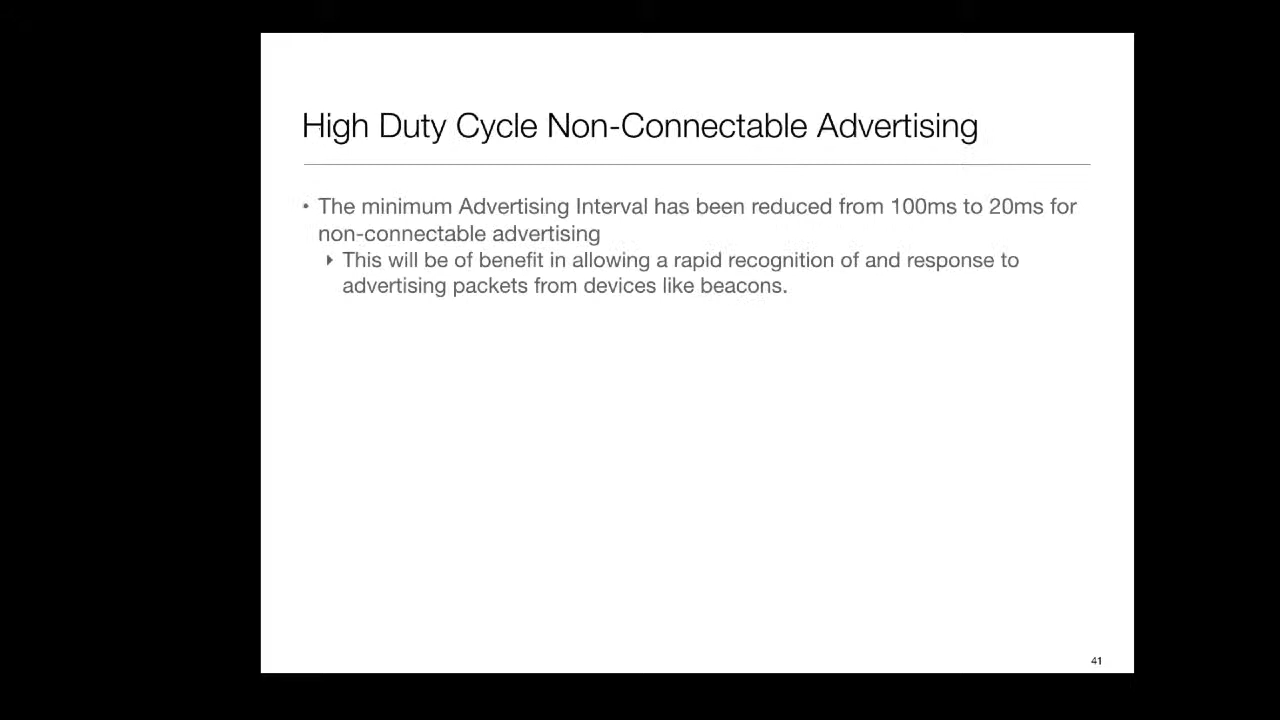 High Duty Cycle Non-Connectable Advertising
• The minimum Advertising Interval has been reduced from 100ms to 20ms for
non-connectable advertising
‣ This will be of benefit in allowing a rapid recognition of and response to
advertising packets from devices like beacons.
41